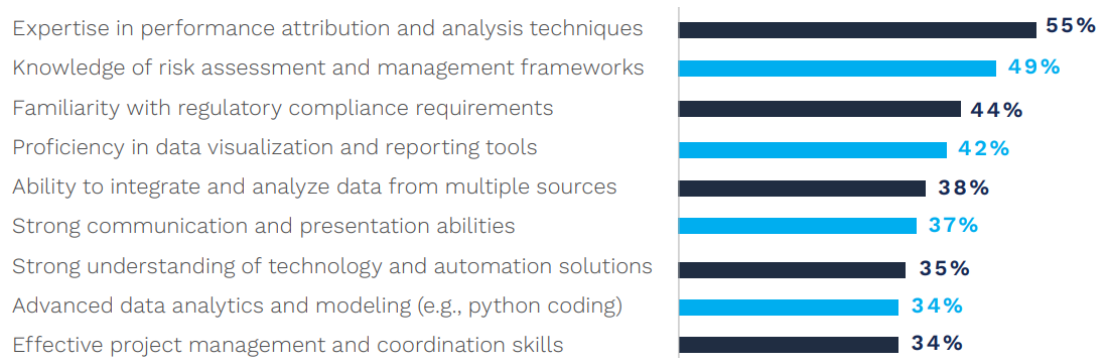 Expertise in performance attribution and analysis techniques 55%
Knowledge of risk assessment and management frameworks 49%
Familiarity with regulatory compliance requirements 44%
Proficiency in data visualization and reporting tools 42%
Ability to integrate and analyze data from multiple sources 38%
Strong communication and presentation abilities 37%
Strong understanding of technology and automation solutions 35%
Advanced data analytics and modeling (e.g., python coding) 34%
Effective project management and coordination skills 34%